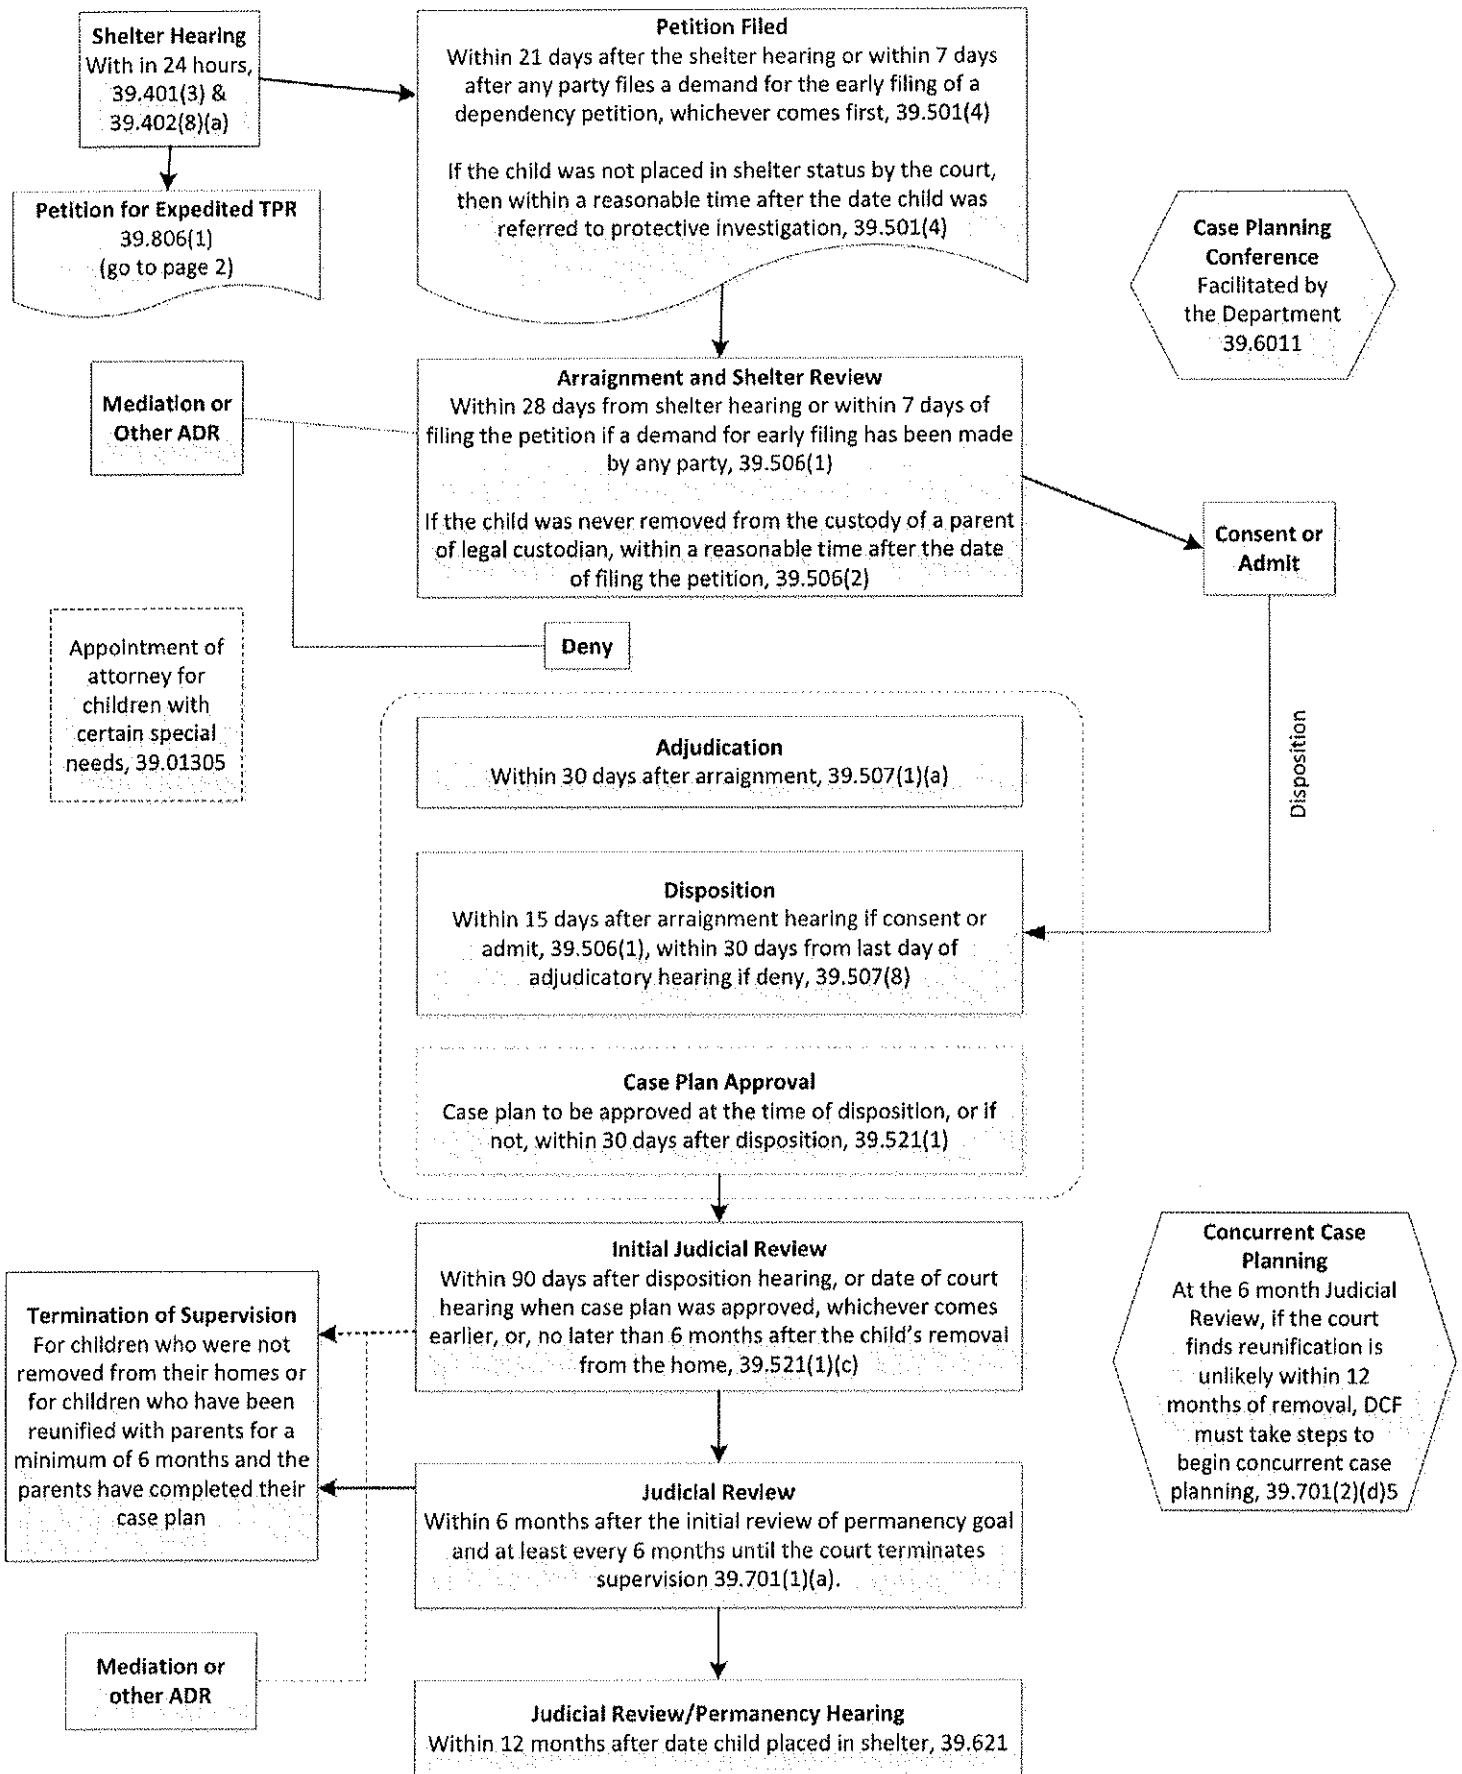 Shelter Hearing
With in 24 hours,
39.401(3) &
39.402(8)(a)
Petition Filed
Within 21 days after the shelter hearing or within 7 days
after any party files a demand for the early filing of a
dependency petition, whichever comes first, 39.501(4)
If the child was not placed in shelter status by the court,
then within a reasonable time after the date child was
referred to protective investigation, 39.501(4)
Petition for Expedited TPR
39.806(1)
(go to page 2)
Case Planning
Conference
Facilitated by
the Department
39.6011
Mediation or
Other ADR
Arraignment and Shelter Review
Within 28 days from shelter hearing or within 7 days of
filing the petition if a demand for early filing has been made
by any party, 39.506(1)
If the child was never removed from the custody of a parent
of legal custodian, within a reasonable time after the date
of filing the petition, 39.506(2)
Consent or
Admit
Deny
Appointment of
attorney for
children with
certain special
needs, 39.01305
Adjudication
Within 30 days after arraignment, 39.507(1)(a)
Disposition
Disposition
Within 15 days after arraignment hearing if consent or
admit, 39.506(1), within 30 days from last day of
adjudicatory hearing if deny, 39.507(8)
Case Plan Approval
Case plan to be approved at the time of disposition, or if
not, within 30 days after disposition, 39.521(1)
Initial Judicial Review
Within 90 days after disposition hearing, or date of court
hearing when case plan was approved, whichever comes
earlier, or, no later than 6 months after the child's removal
from the home, 39.521(1)(c)
Termination of Supervision
For children who were not
removed from their homes or
for children who have been
reunified with parents for a
minimum of 6 months and the
parents have completed their
case plan
Concurrent Case
Planning
At the 6 month Judicial
Review, if the court
finds reunification is
unlikely within 12
months of removal, DCF
must take steps to
begin concurrent case
planning, 39.701(2)(d)5
Judicial Review
Within 6 months after the initial review of permanency goal
and at least every 6 months until the court terminates
supervision 39.701(1)(a).
Mediation or
other ADR
Judicial Review/Permanency Hearing
Within 12 months after date child placed in shelter, 39.621